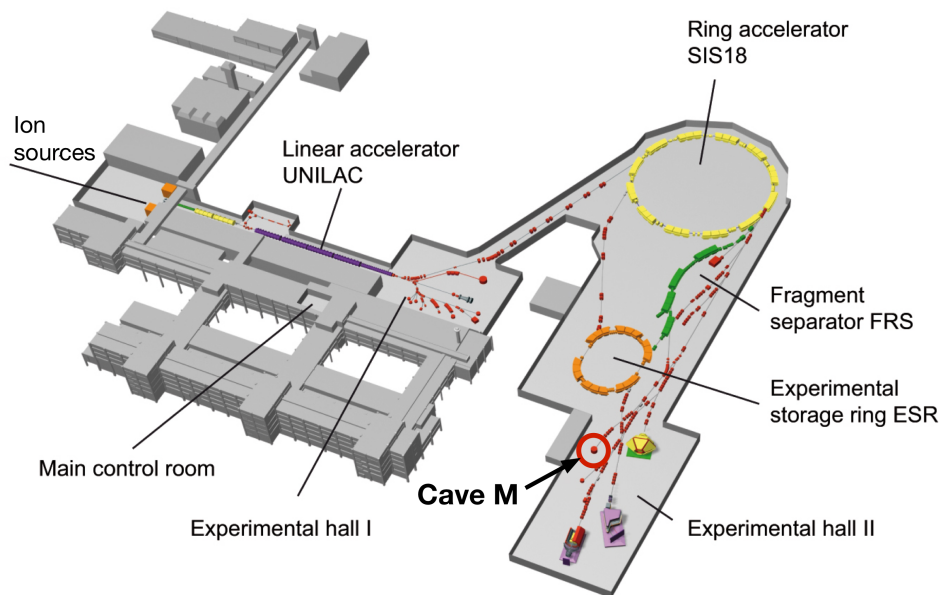 Ring accelerator
SIS18
Ion
sources
Linear accelerator
UNILAC
Fragment
separator FRS
Experimental
storage ring ESR
Main control room
Cave M
Experimental hall I
Experimental hall II